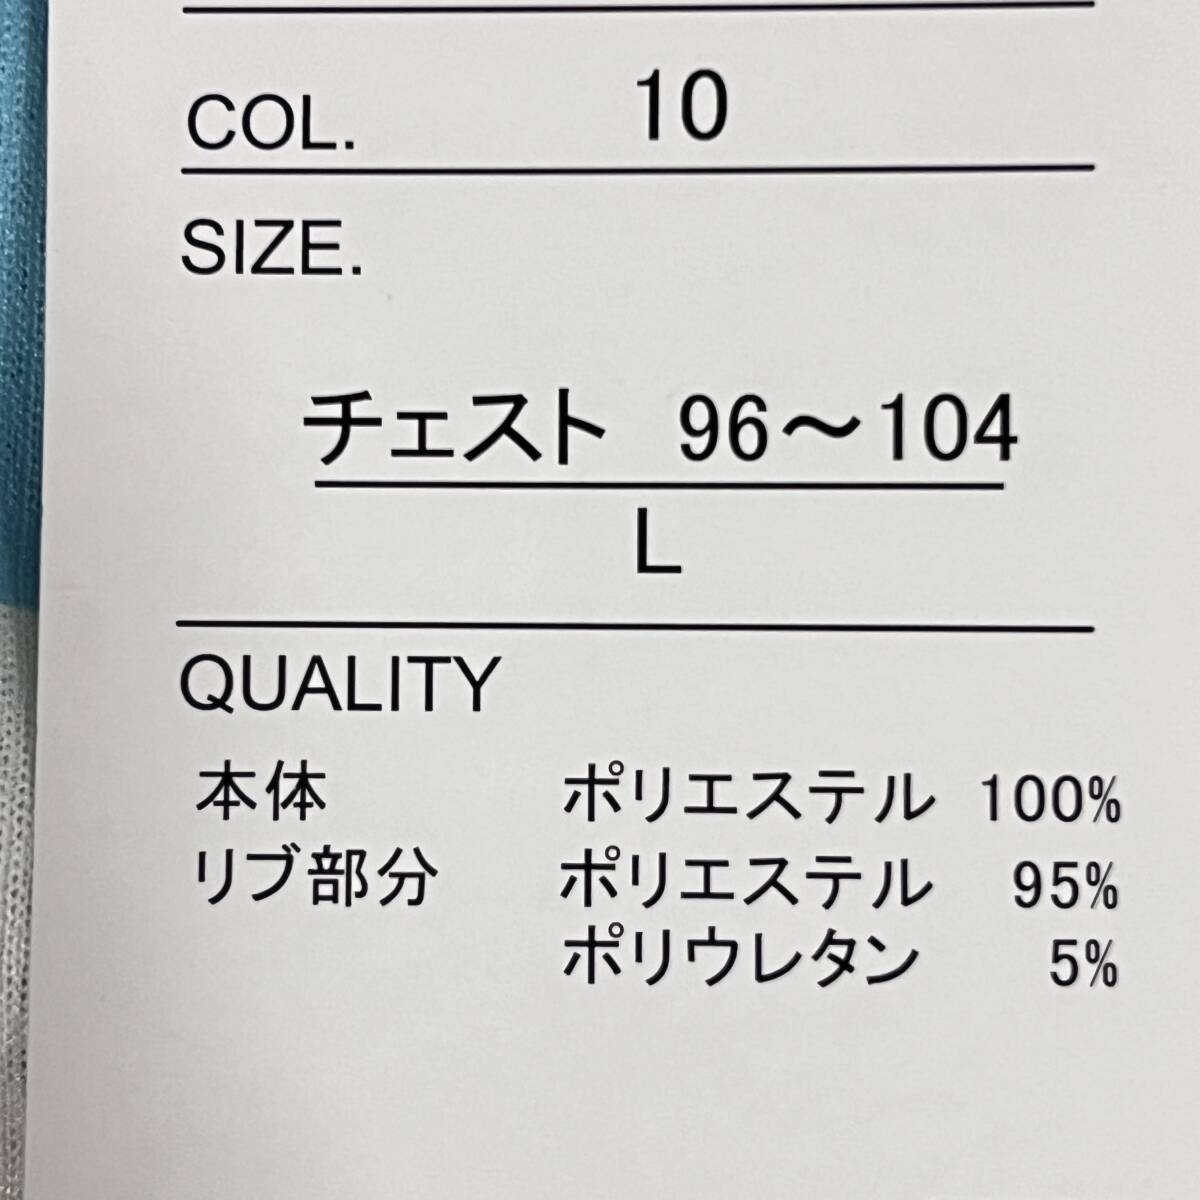 COL. 10
SIZE.
チェスト 96～104
L
QUALITY
本体 ポリエステル 100%
リブ部分 ポリエステル 95%
ポリウレタン 5%